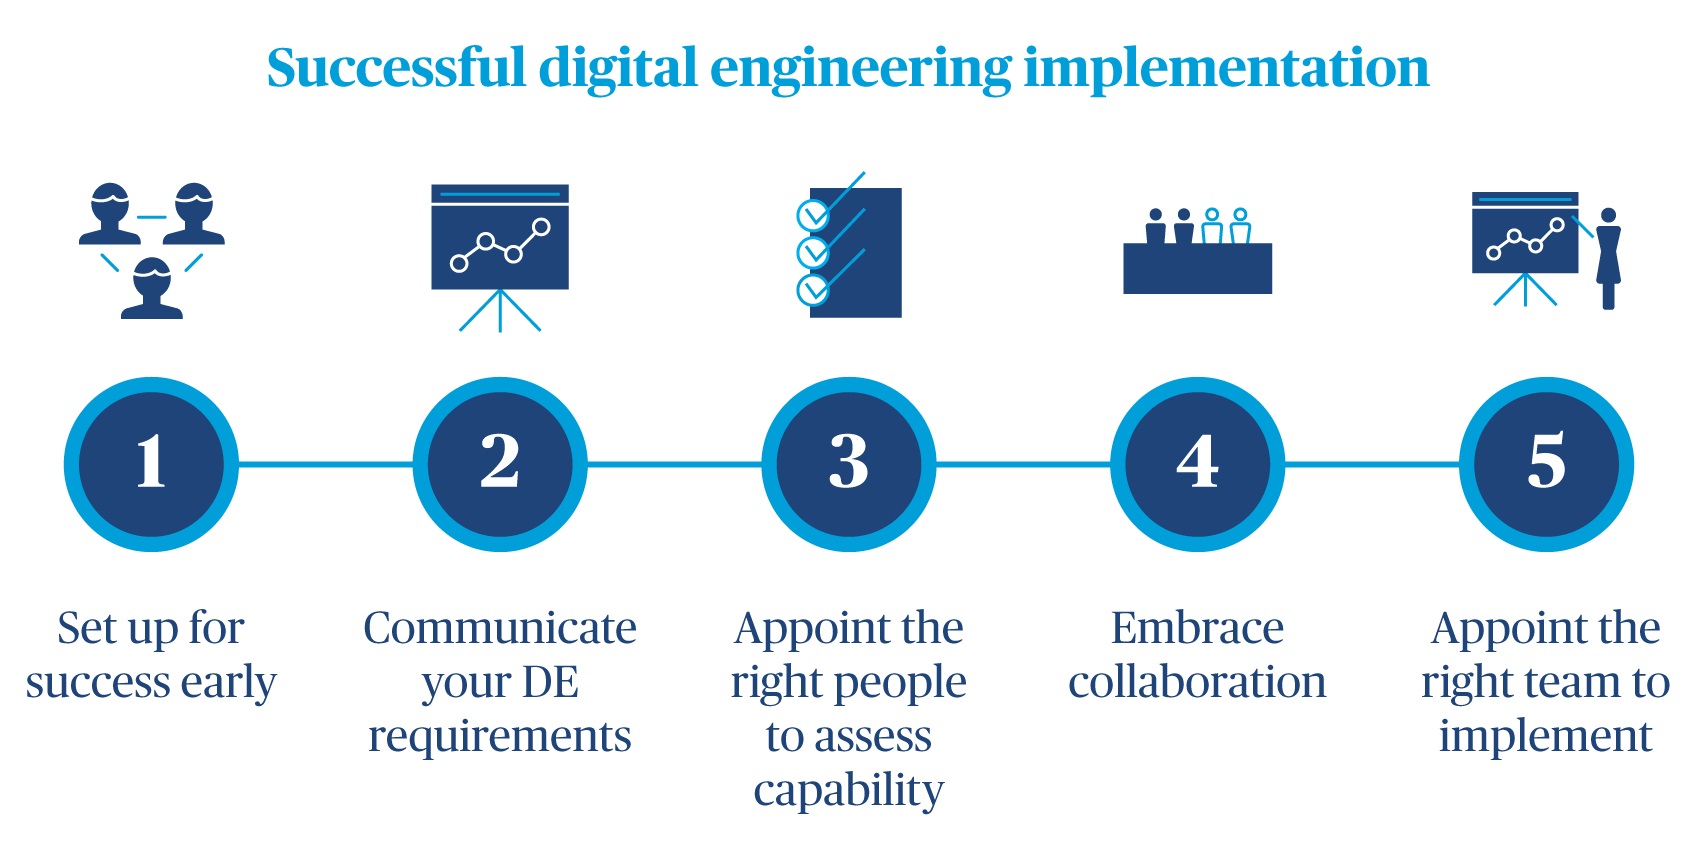 Successful digital engineering implementation
1
2
3
4
5
Set up for
success early
Communicate
your DE
requirements
Appoint the
right people
to assess
capability
Embrace
collaboration
Appoint the
right team to
implement